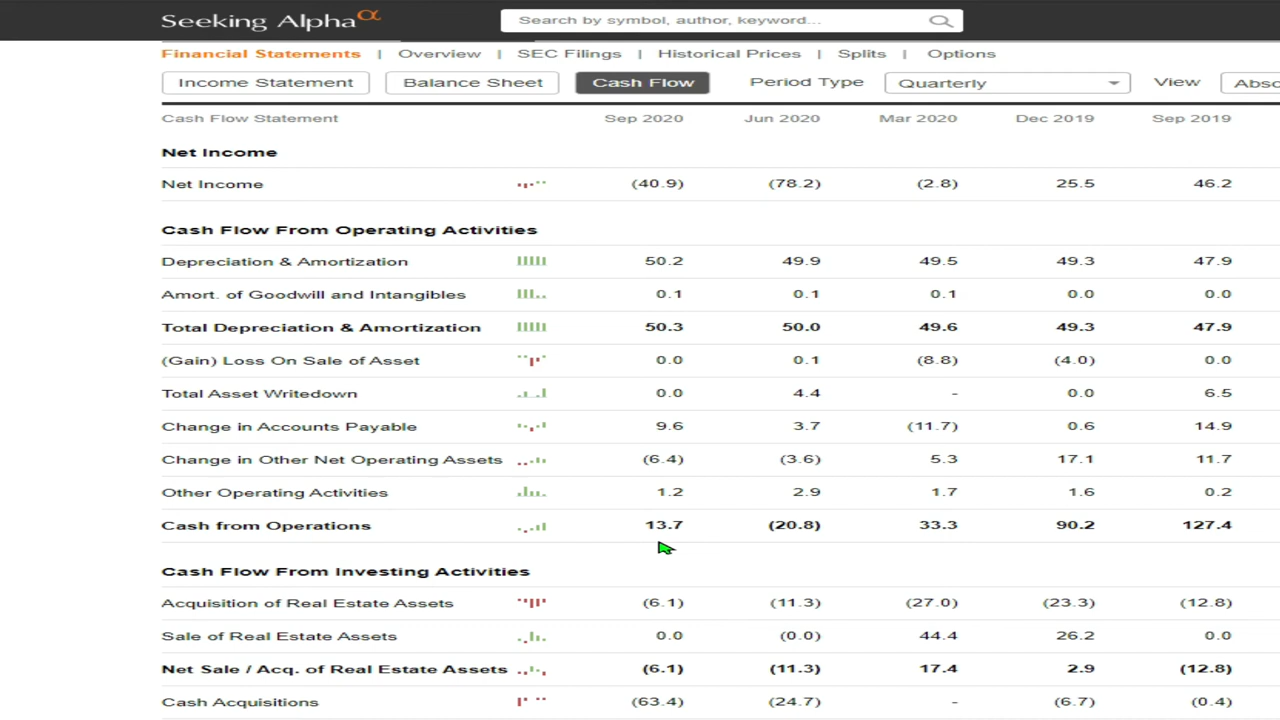 Seeking Alpha α Search by symbol, author, keyword...
Financial Statements | Overview | SEC Filings | Historical Prices | Splits | Options
Income Statement Balance Sheet Cash Flow Period Type Quarterly View Absc
Cash Flow Statement Sep 2020 Jun 2020 Mar 2020 Dec 2019 Sep 2019
Net Income
Net Income (40.9) (78.2) (2.8) 25.5 46.2
Cash Flow From Operating Activities
Depreciation & Amortization 50.2 49.9 49.5 49.3 47.9
Amort. of Goodwill and Intangibles 0.1 0.1 0.1 0.0 0.0
Total Depreciation & Amortization 50.3 50.0 49.6 49.3 47.9
(Gain) Loss On Sale of Asset 0.0 0.1 (8.8) (4.0) 0.0
Total Asset Writedown 0.0 4.4 - 0.0 6.5
Change in Accounts Payable 9.6 3.7 (11.7) 0.6 14.9
Change in Other Net Operating Assets (6.4) (3.6) 5.3 17.1 11.7
Other Operating Activities 1.2 2.9 1.7 1.6 0.2
Cash from Operations 13.7 (20.8) 33.3 90.2 127.4
Cash Flow From Investing Activities
Acquisition of Real Estate Assets (6.1) (11.3) (27.0) (23.3) (12.8)
Sale of Real Estate Assets 0.0 (0.0) 44.4 26.2 0.0
Net Sale / Acq. of Real Estate Assets (6.1) (11.3) 17.4 2.9 (12.8)
Cash Acquisitions (63.4) (24.7) - (6.7) (0.4)